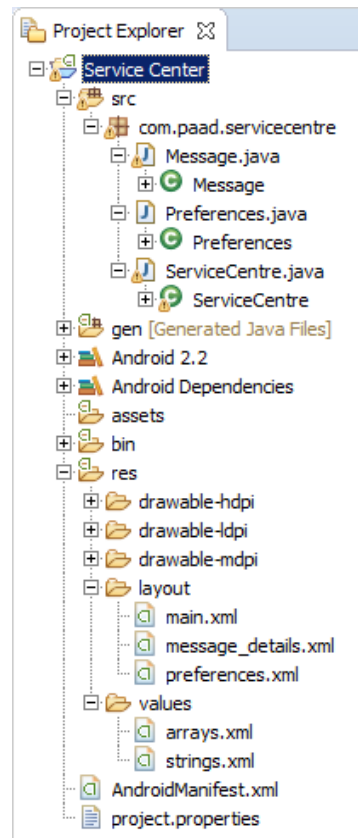 Project Explorer
Service Center
src
com.paad.servicecentre
Message.java
Message
Preferences.java
Preferences
ServiceCentre.java
ServiceCentre
gen [Generated Java Files]
Android 2.2
Android Dependencies
assets
bin
res
drawable-hdpi
drawable-ldpi
drawable-mdpi
layout
main.xml
message_details.xml
preferences.xml
values
arrays.xml
strings.xml
AndroidManifest.xml
project.properties